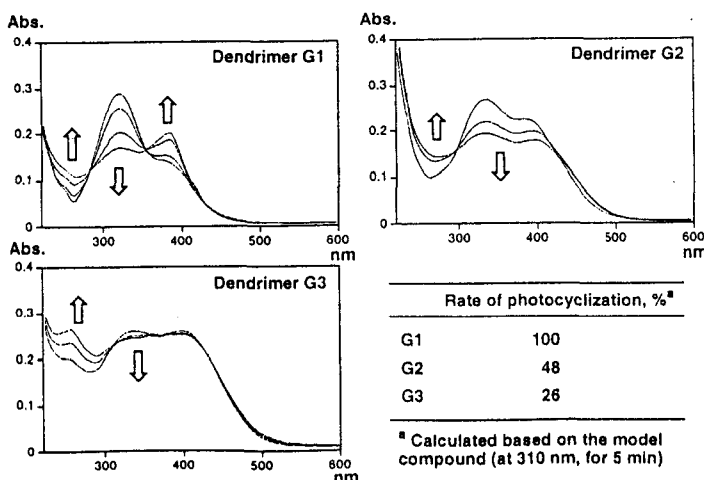 Abs.
Dendrimer G1
0.4
0.3
0.2
0.1
0
300
400
500
600
nm
Abs.
Dendrimer G2
0.4
0.3
0.2
0.1
0
300
400
500
600
nm
Abs.
Dendrimer G3
0.4
0.3
0.2
0.1
0
300
400
500
600
nm
Rate of photocyclization, %ª
G1 100
G2 48
G3 26
ª Calculated based on the model
compound (at 310 nm, for 5 min)